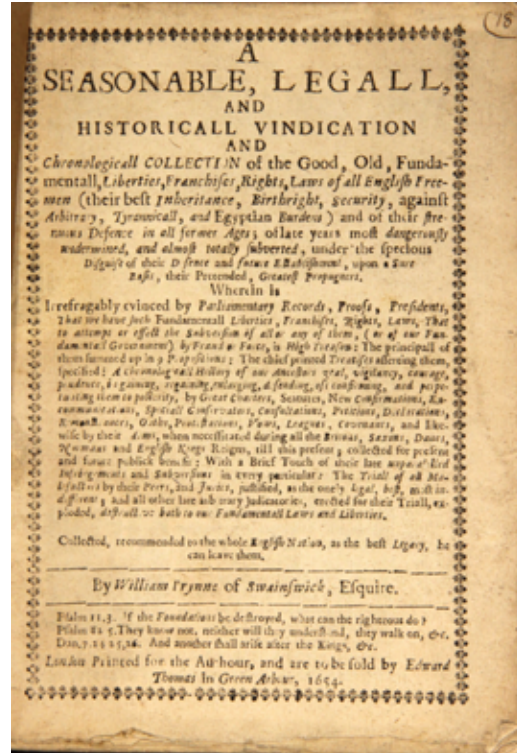 18
A
SEASONABLE, LEGALL,
AND
HISTORICALL VINDICATION
AND
Chronologicall COLLECTION of the Good, Old, Funda-
mentall, Liberties, Franchises, Rights, Laws of all English Free-
men (their best Inheritance, Birthright, Security, against
Arbitrary, Tyrannicall, and Egyptian Burdens) and of their stre-
nuous Defence in all former Ages; of late years most dangerously
undermined, and almost totally subverted, under the specious
Disguise of their Defence and future Establishment, upon a Sure
Basis, their Pretended, Greatest Propugners.
Wherein is
Irrefragably evinced by Parliamentary Records, Proofs, Presidents,
That we have such Fundamentall Liberties, Franchises, Rights, Laws, That
to attempt or effect the Subversion of all or any of them, (or of our Fun-
damentall Government) by Fraud or Force, is High Treason: The principall of
them summed up in 9 Propositions; The chief printed Treatises asserting them,
specified: A Chronologicall History of our Ancestors zeal, vigilancy, courage,
prudence, in gaining, regaining, enlarging, defending, confirming, and perpe-
tuating them to posterity, by Great Charters, Statutes, New Confirmations, Ex-
communications, Speciall Conservators, Consultations, Petitions, Declarations,
Remonstrances, Oaths, Protestations, Vows, Leagues, Covenants, and like-
wise by their Arms, when necessitated during all the Britons, Saxons, Danes,
Normans and English Kings Reigns, till this present; collected for present
and future publick benefit: With a Brief Touch of their late unparalleled
Infringements and Subversions in every particular: The Triall of all Ma-
lefactors by their Peers, and Juries, justified, as the onely legal, best, most in-
different; and all other late arbitrary Judicatories, erected for their Triall, ex-
ploded, as destructive both to our Fundamentall Laws and Liberties.
Collected, recommended to the whole English Nation, as the best Legacy, he
can leave them.
By William Prynne of Swainswick, Esquire.
Psalm 11.3. If the Foundations be destroyed, what can the righteous do?
Psalm 82 5. They know not, neither will they understand, they walk on, &c.
Dan. 7. And another shall arise after the Kings, &c.
London Printed for the Authour, and are to be sold by Edward
Thomas in Green Arbour, 1654.